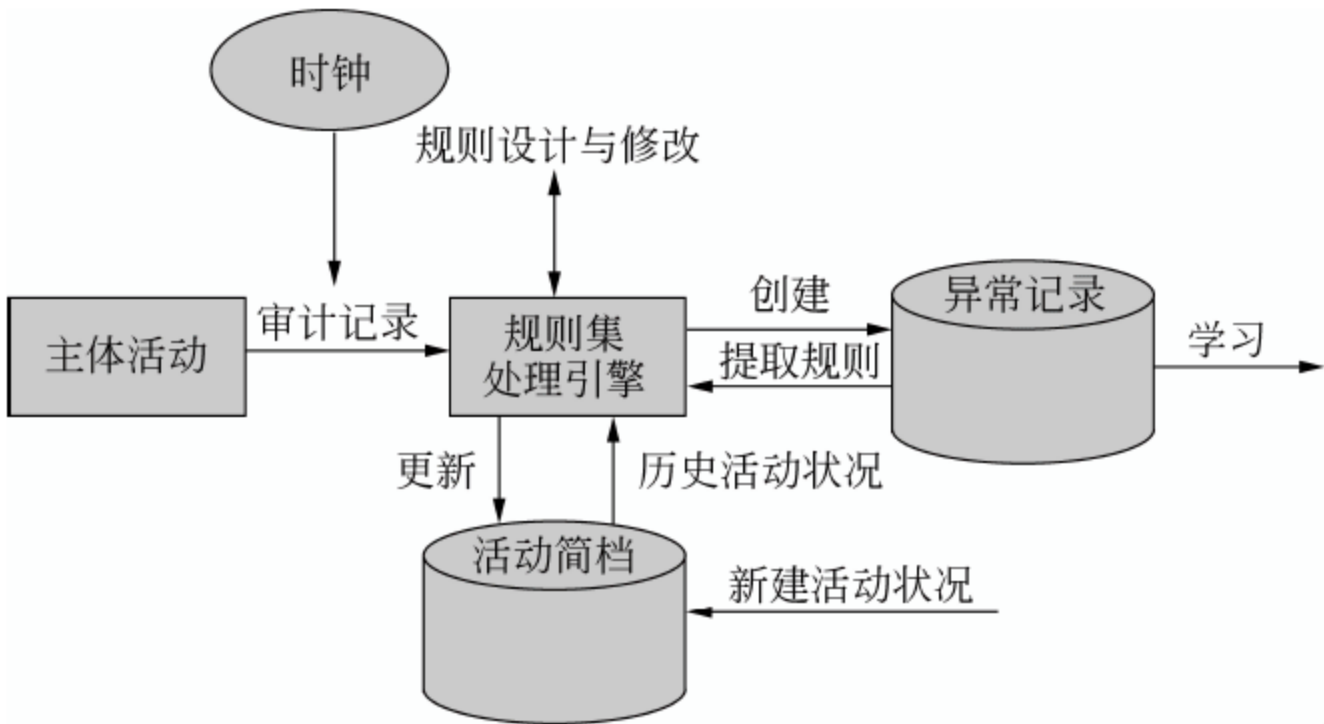 时钟
规则设计与修改
主体活动
审计记录
规则集
处理引擎
创建
提取规则
异常记录
学习
更新
历史活动状况
活动简档
新建活动状况